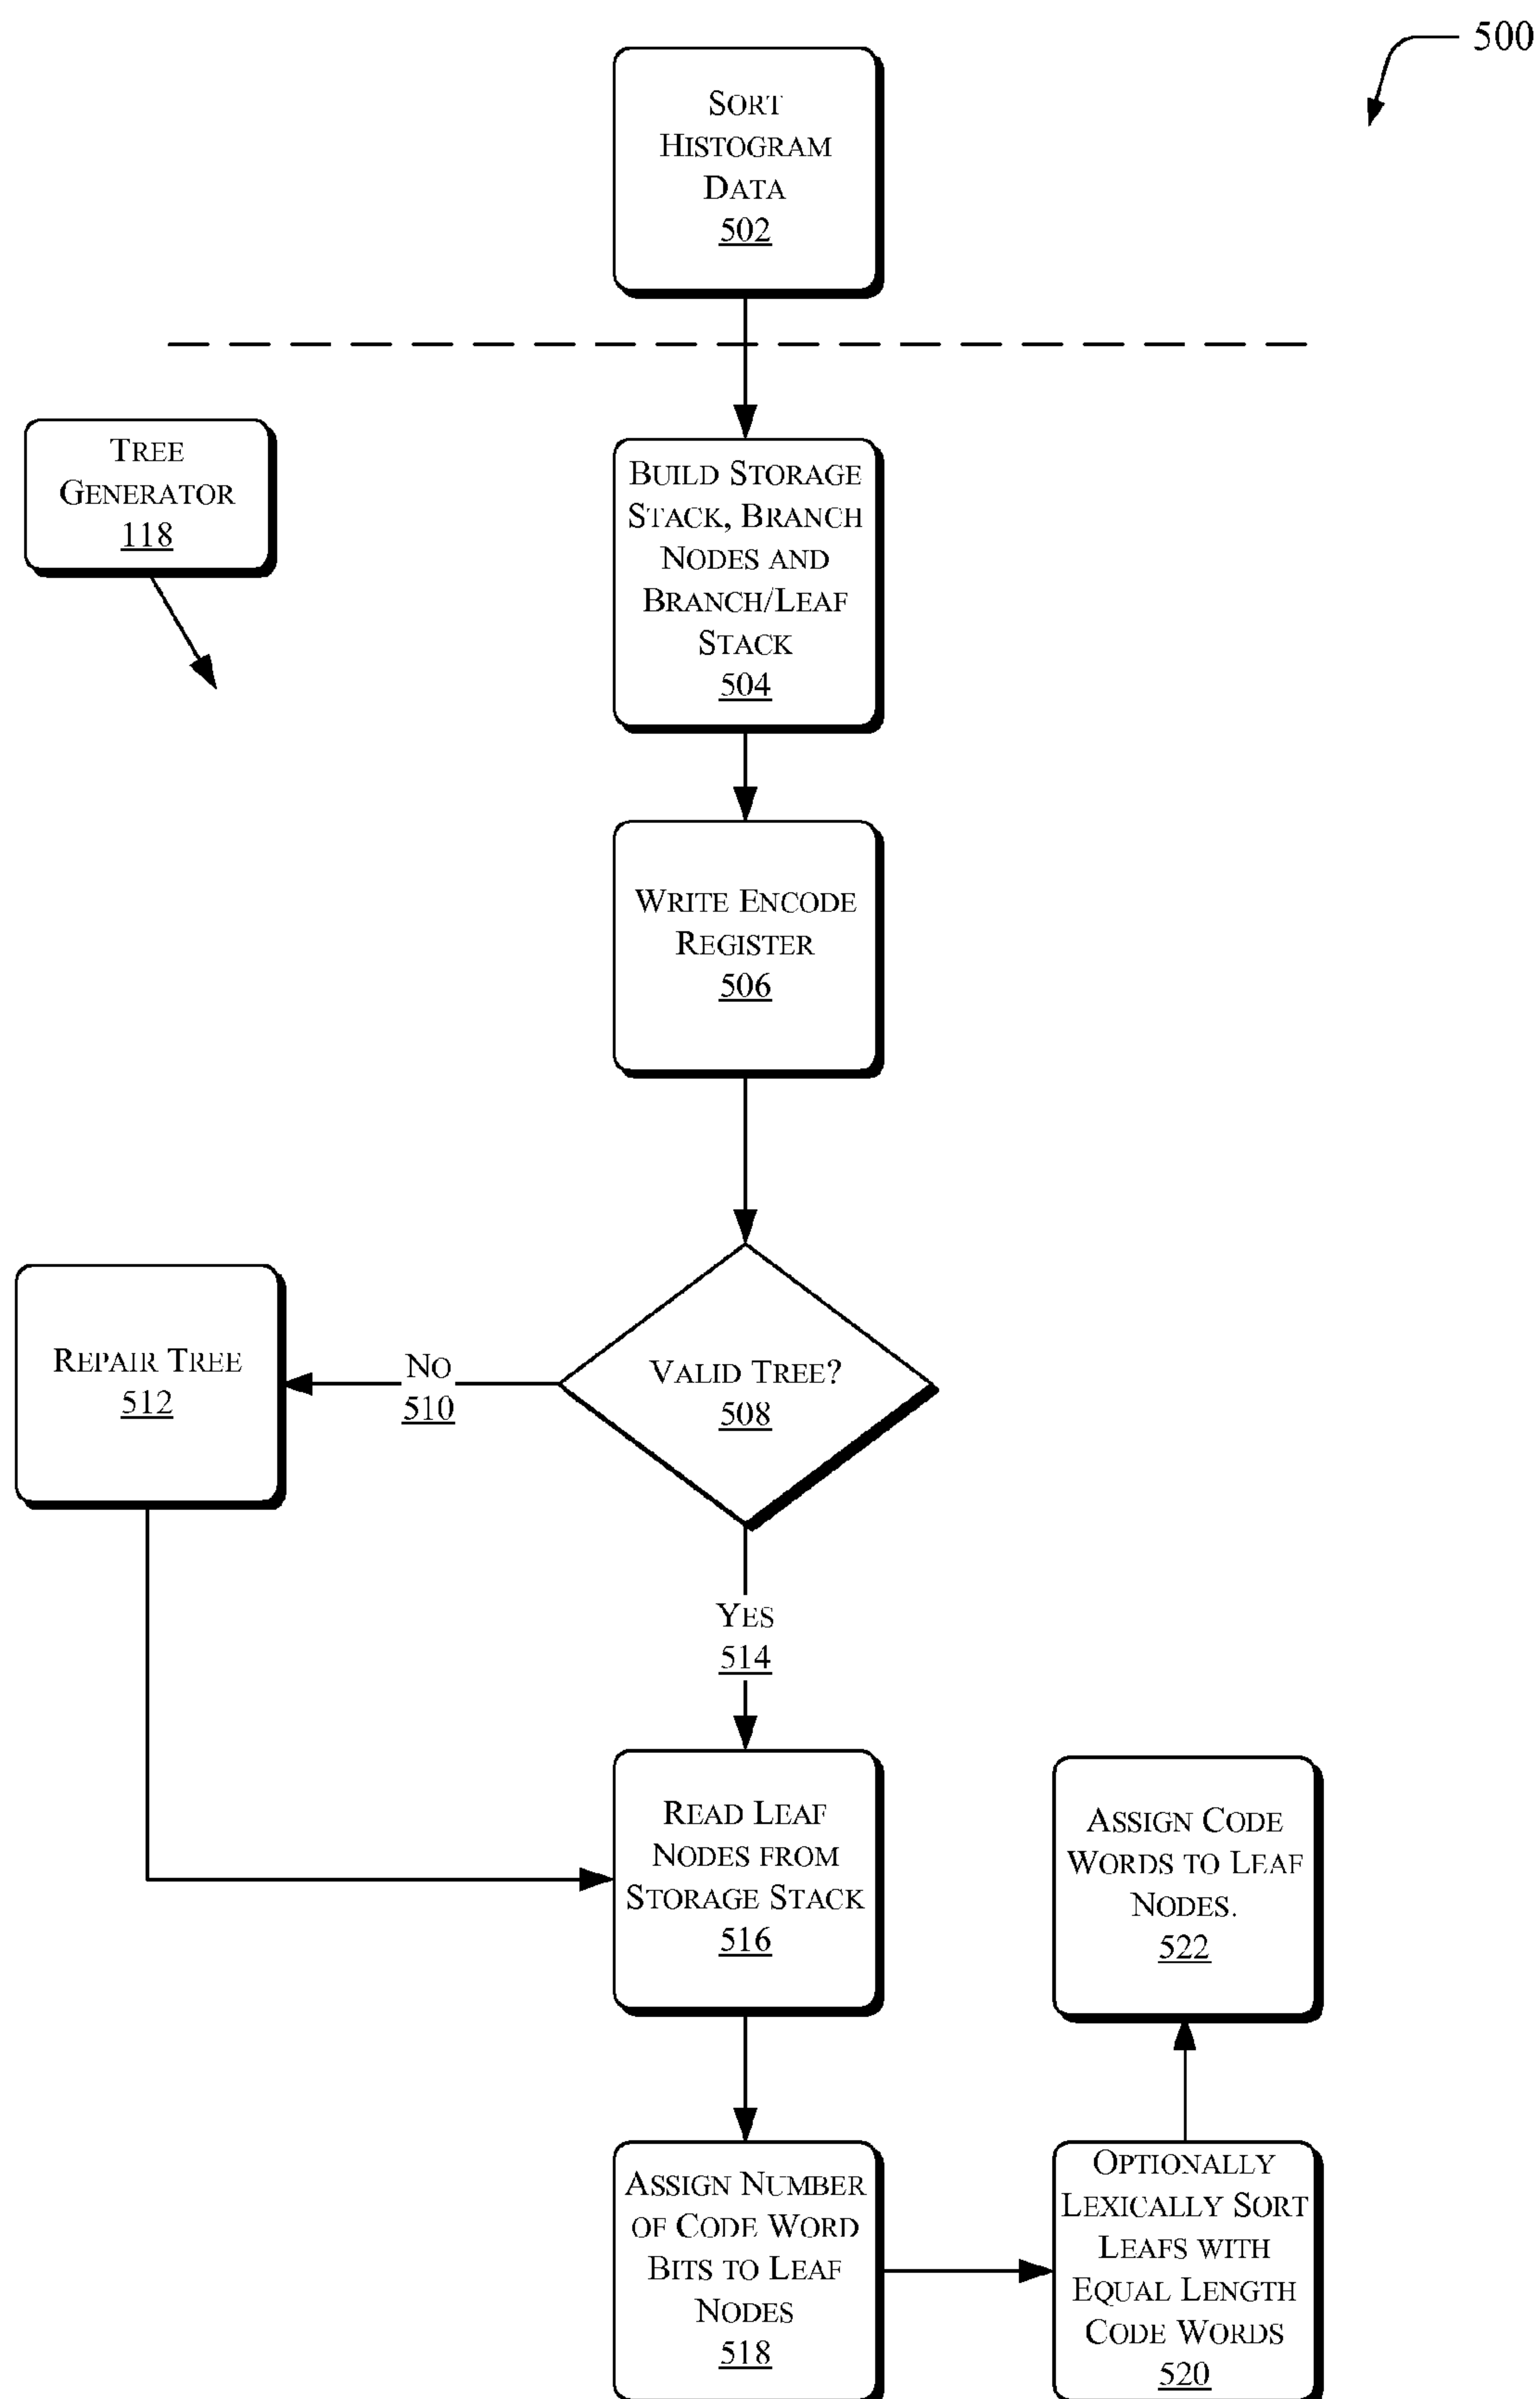 500
SORT
HISTOGRAM
DATA
502
TREE
GENERATOR
118
BUILD STORAGE
STACK, BRANCH
NODES AND
BRANCH/LEAF
STACK
504
WRITE ENCODE
REGISTER
506
VALID TREE?
508
NO
510
REPAIR TREE
512
YES
514
READ LEAF
NODES FROM
STORAGE STACK
516
ASSIGN NUMBER
OF CODE WORD
BITS TO LEAF
NODES
518
OPTIONALLY
LEXICALLY SORT
LEAFS WITH
EQUAL LENGTH
CODE WORDS
520
ASSIGN CODE
WORDS TO LEAF
NODES.
522